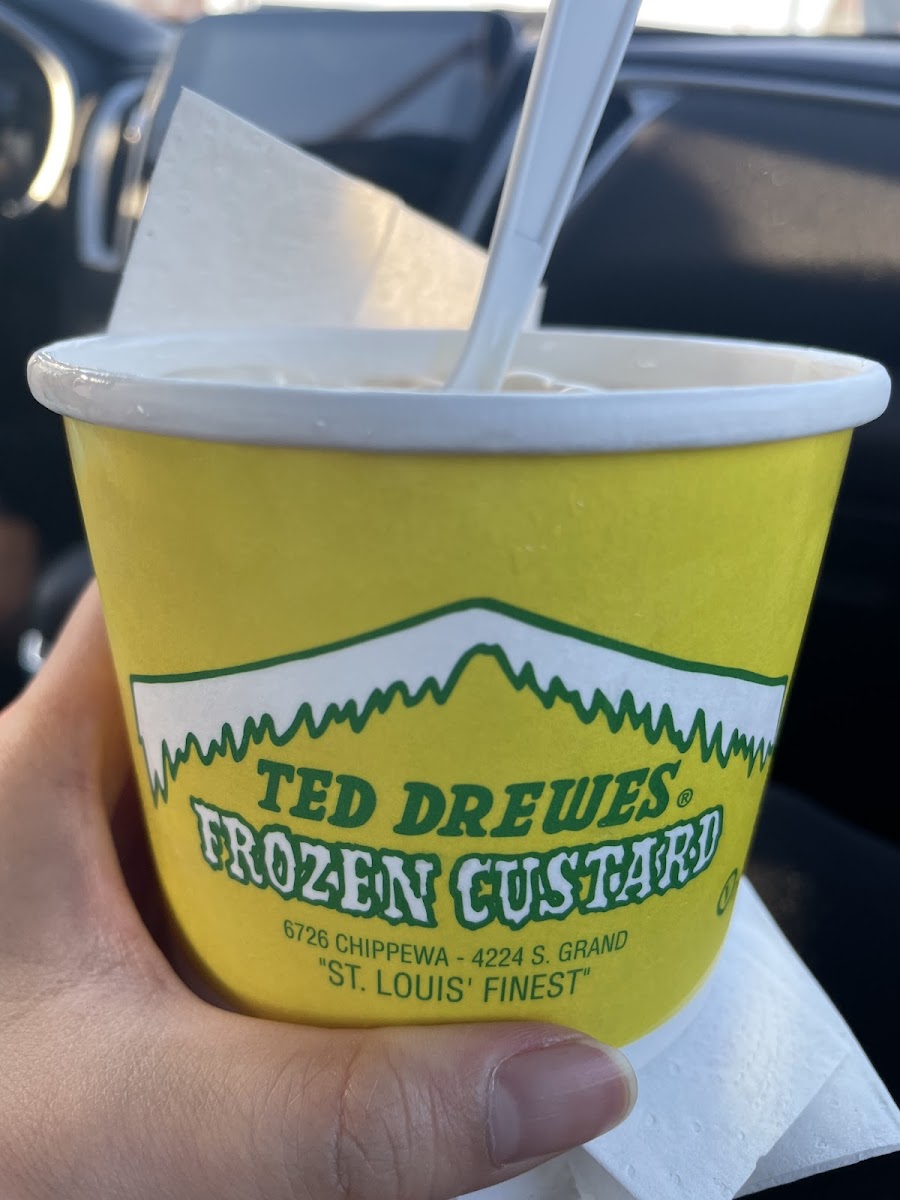 TED DREWES®
FROZEN CUSTARD
6726 CHIPPEWA - 4224 S. GRAND
"ST. LOUIS' FINEST"